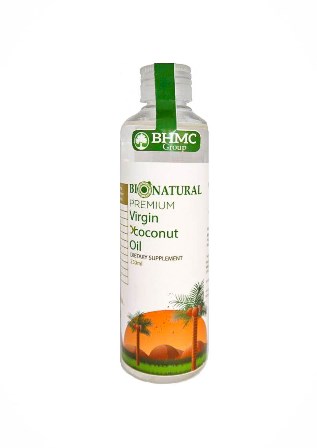 BHMC
Group
BIONATURAL
PREMIUM
Virgin
Coconut
Oil
DIETARY SUPPLEMENT